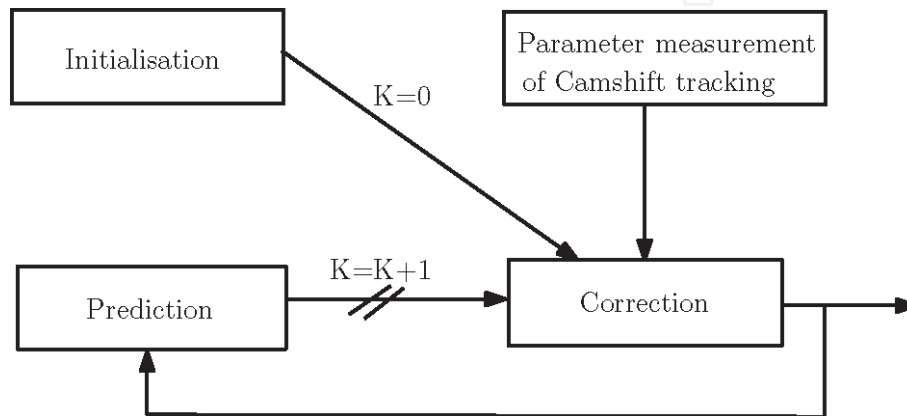 Initialisation
Parameter measurement
of Camshift tracking
K=0
K=K+1
Prediction
Correction